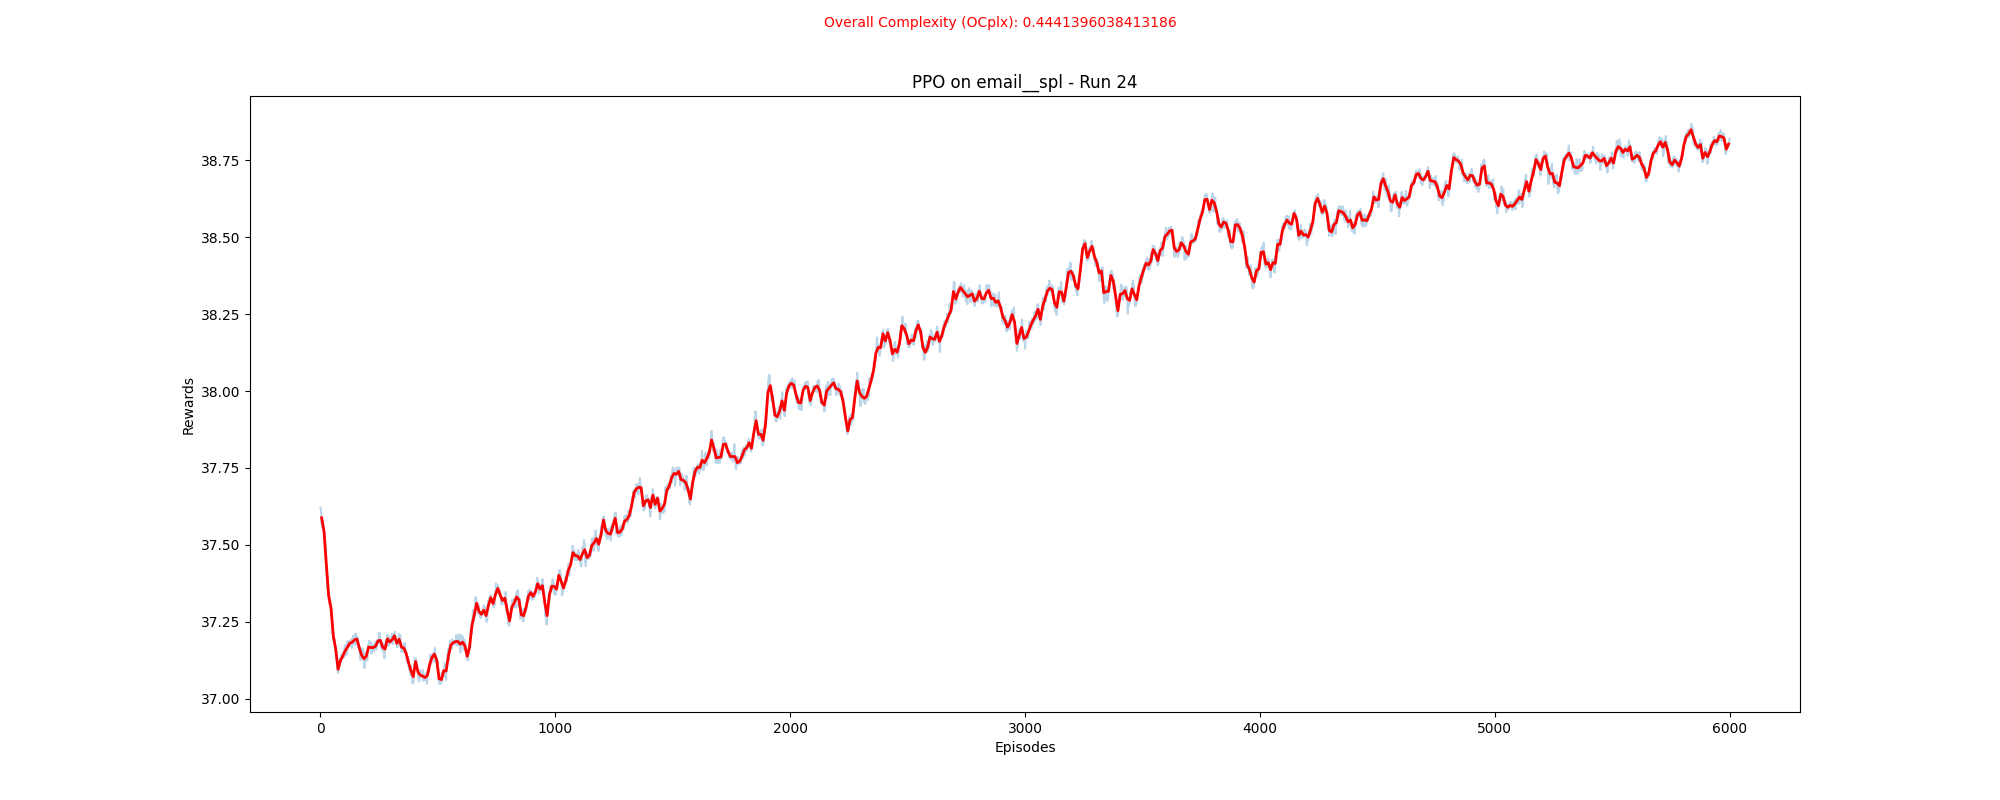 Overall Complexity (OCplx): 0.4441396038413186
PPO on email__spl - Run 24
Rewards
38.75
38.50
38.25
38.00
37.75
37.50
37.25
37.00
0 1000 2000 3000 4000 5000 6000
Episodes